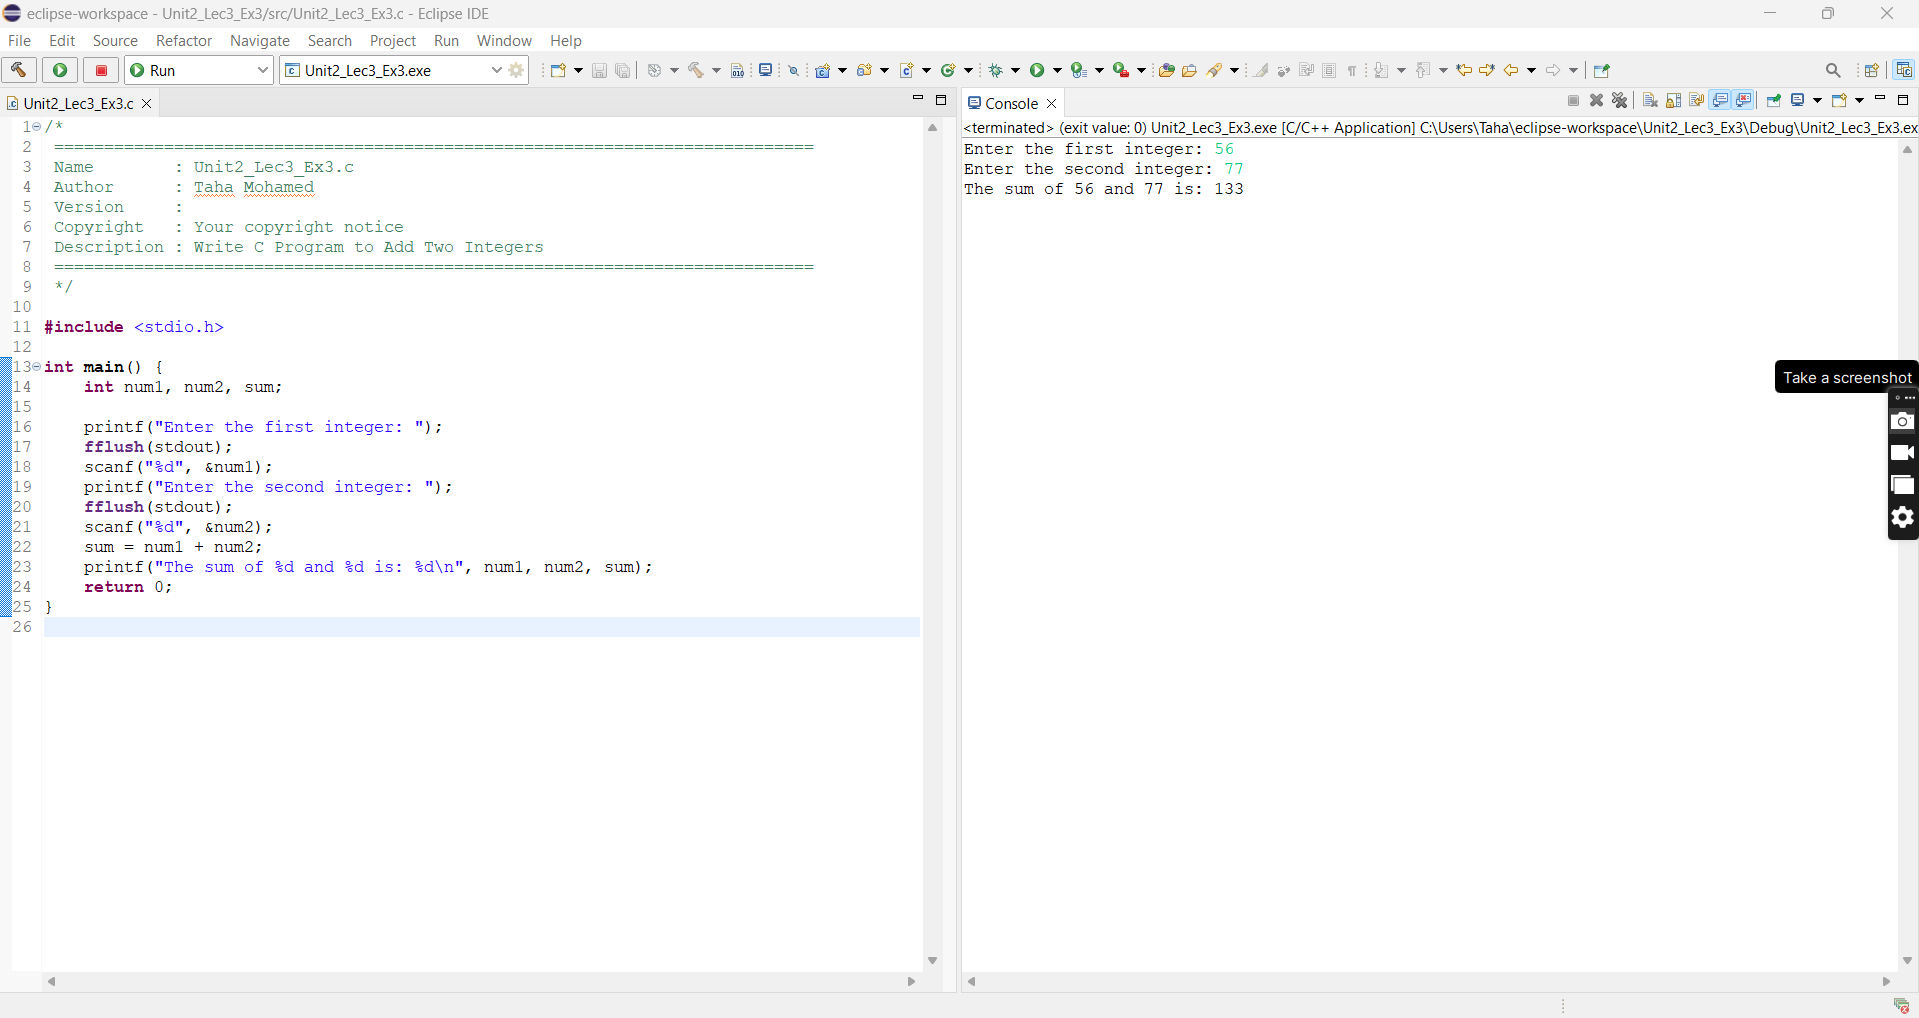 eclipse-workspace - Unit2_Lec3_Ex3/src/Unit2_Lec3_Ex3.c - Eclipse IDE
File Edit Source Refactor Navigate Search Project Run Window Help
Run
Unit2_Lec3_Ex3.exe
Unit2_Lec3_Ex3.c
1 /*
2 ============================================================================
3 Name        : Unit2_Lec3_Ex3.c
4 Author      : Taha Mohamed
5 Version     :
6 Copyright   : Your copyright notice
7 Description : Write C Program to Add Two Integers
8 ============================================================================
9 */
10
11 #include <stdio.h>
12
13 int main() {
14     int num1, num2, sum;
15
16     printf("Enter the first integer: ");
17     fflush(stdout);
18     scanf("%d", &num1);
19     printf("Enter the second integer: ");
20     fflush(stdout);
21     scanf("%d", &num2);
22     sum = num1 + num2;
23     printf("The sum of %d and %d is: %d\n", num1, num2, sum);
24     return 0;
25 }
26
Console
<terminated> (exit value: 0) Unit2_Lec3_Ex3.exe [C/C++ Application] C:\Users\Taha\eclipse-workspace\Unit2_Lec3_Ex3\Debug\Unit2_Lec3_Ex3.ex
Enter the first integer: 56
Enter the second integer: 77
The sum of 56 and 77 is: 133
Take a screenshot